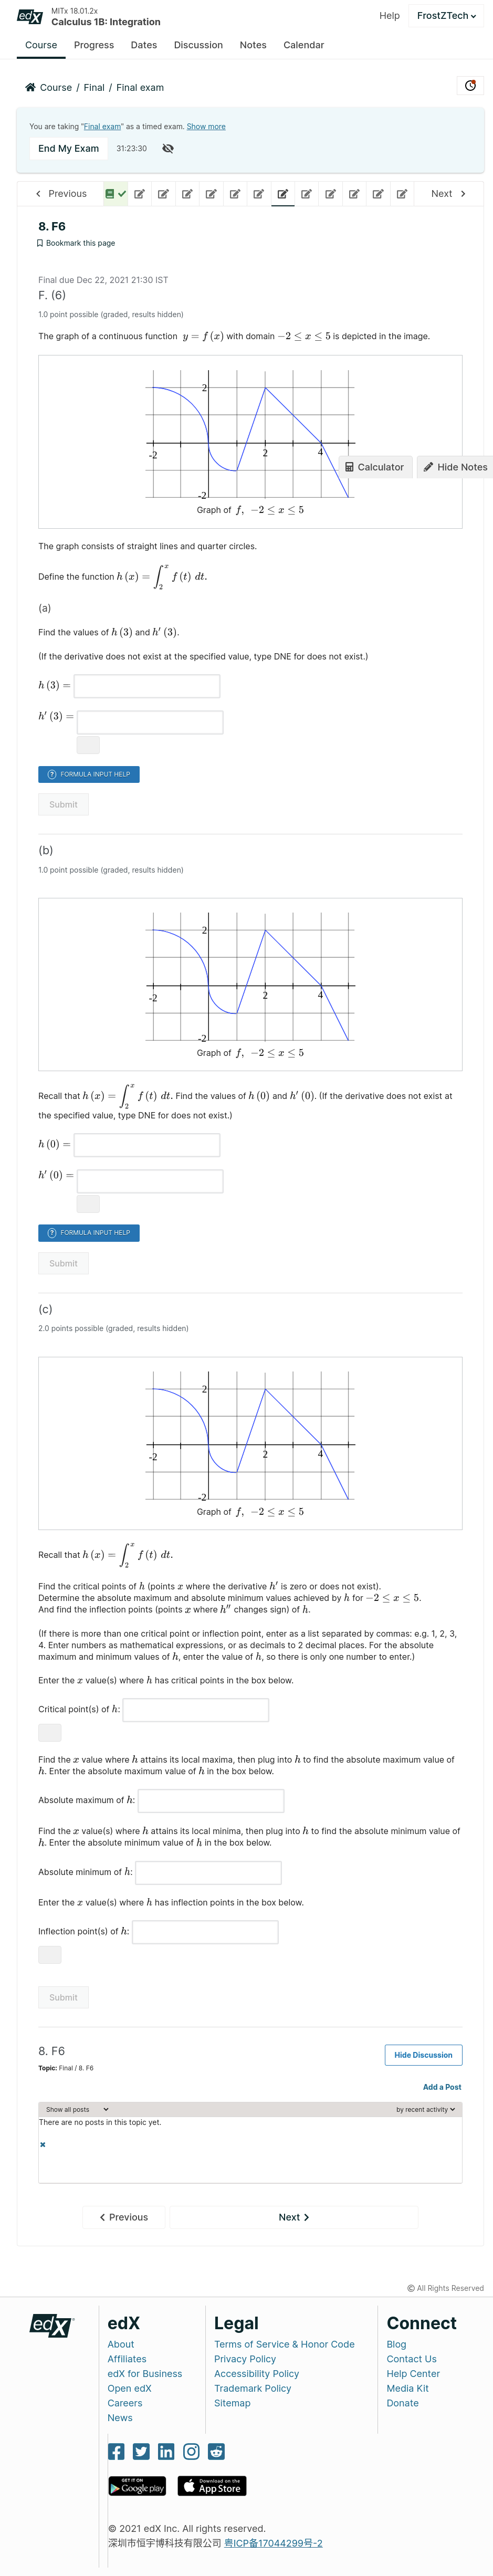 edX
MITx 18.01.2x
Calculus 1B: Integration
Help
FrostZTech
Course Progress Dates Discussion Notes Calendar
Course / Final / Final exam
You are taking "Final exam" as a timed exam. Show more
End My Exam 31:23:30
Previous
Next
8. F6
Bookmark this page
Final due Dec 22, 2021 21:30 IST
F. (6)
1.0 point possible (graded, results hidden)
The graph of a continuous function y = f (x) with domain −2 ≤ x ≤ 5 is depicted in the image.
2
-2 2 4
-2
Graph of f, −2 ≤ x ≤ 5
Calculator
Hide Notes
The graph consists of straight lines and quarter circles.
Define the function h (x) = ∫₂ˣ f (t) dt.
(a)
Find the values of h (3) and h′ (3).
(If the derivative does not exist at the specified value, type DNE for does not exist.)
h (3) =
h′ (3) =
? FORMULA INPUT HELP
Submit
(b)
1.0 point possible (graded, results hidden)
2
-2 2 4
-2
Graph of f, −2 ≤ x ≤ 5
Recall that h (x) = ∫₂ˣ f (t) dt. Find the values of h (0) and h′ (0). (If the derivative does not exist at
the specified value, type DNE for does not exist.)
h (0) =
h′ (0) =
? FORMULA INPUT HELP
Submit
(c)
2.0 points possible (graded, results hidden)
2
-2 2 4
-2
Graph of f, −2 ≤ x ≤ 5
Recall that h (x) = ∫₂ˣ f (t) dt.
Find the critical points of h (points x where the derivative h′ is zero or does not exist).
Determine the absolute maximum and absolute minimum values achieved by h for −2 ≤ x ≤ 5.
And find the inflection points (points x where h″ changes sign) of h.
(If there is more than one critical point or inflection point, enter as a list separated by commas: e.g. 1, 2, 3,
4. Enter numbers as mathematical expressions, or as decimals to 2 decimal places. For the absolute
maximum and minimum values of h, enter the value of h, so there is only one number to enter.)
Enter the x value(s) where h has critical points in the box below.
Critical point(s) of h:
Find the x value where h attains its local maxima, then plug into h to find the absolute maximum value of
h. Enter the absolute maximum value of h in the box below.
Absolute maximum of h:
Find the x value(s) where h attains its local minima, then plug into h to find the absolute minimum value of
h. Enter the absolute minimum value of h in the box below.
Absolute minimum of h:
Enter the x value(s) where h has inflection points in the box below.
Inflection point(s) of h:
Submit
8. F6
Hide Discussion
Topic: Final / 8. F6
Add a Post
Show all posts
by recent activity
There are no posts in this topic yet.
✖
Previous
Next
© All Rights Reserved
edX
edX
About
Affiliates
edX for Business
Open edX
Careers
News
Legal
Terms of Service & Honor Code
Privacy Policy
Accessibility Policy
Trademark Policy
Sitemap
Connect
Blog
Contact Us
Help Center
Media Kit
Donate
GET IT ON
Google play
Download on the
App Store
© 2021 edX Inc. All rights reserved.
深圳市恒宇博科技有限公司 粤ICP备17044299号-2